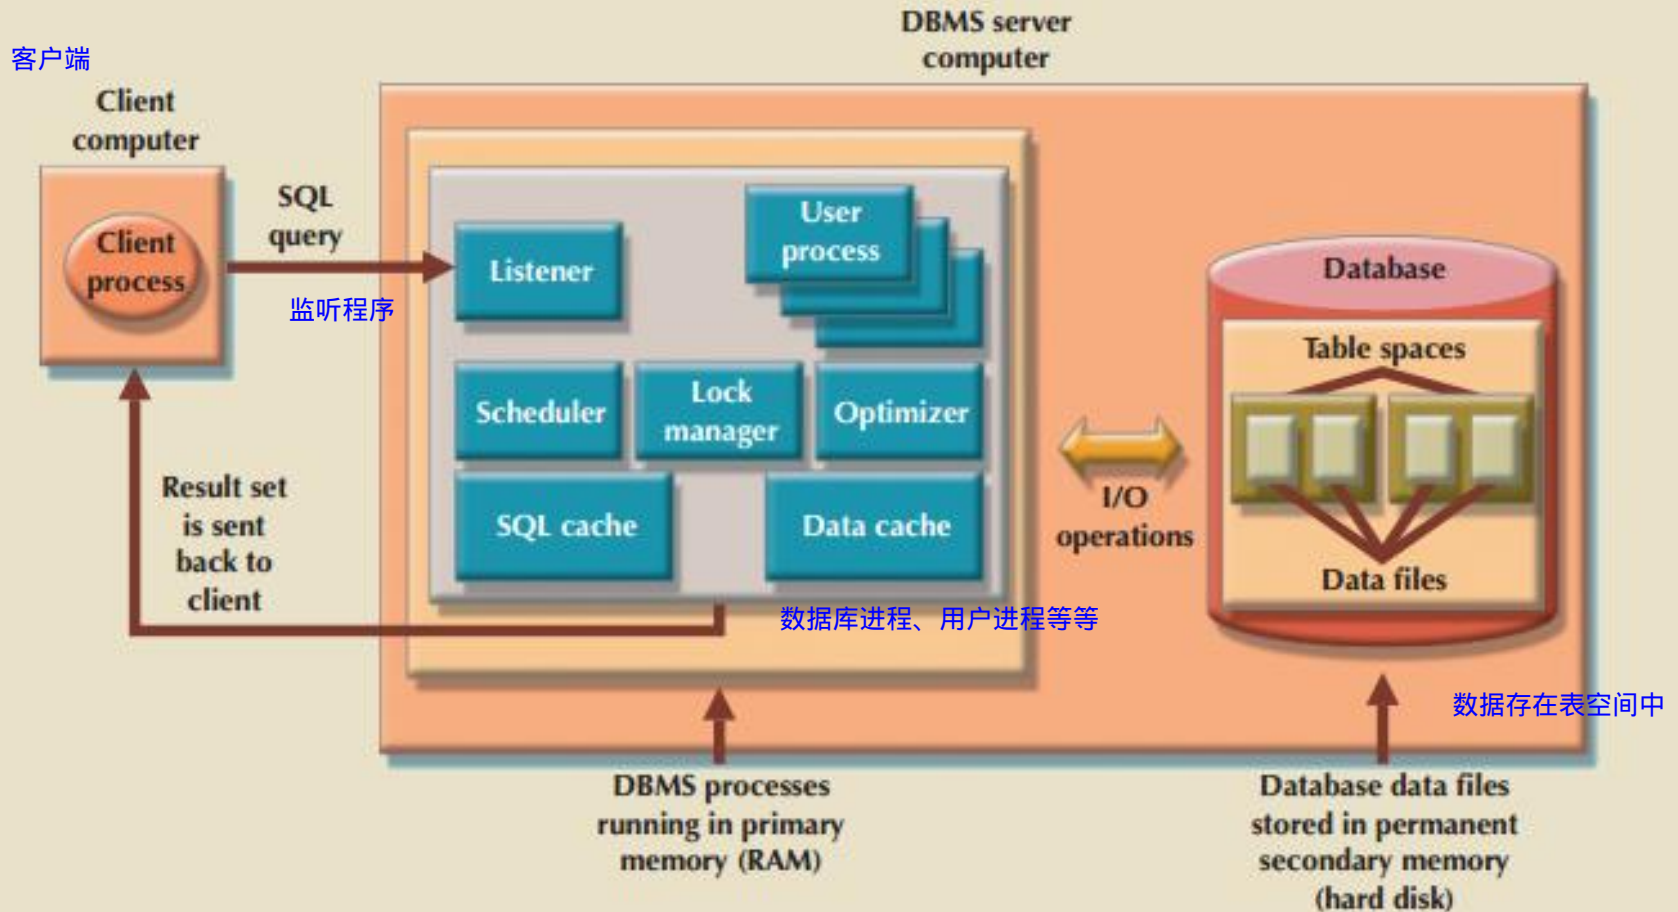 DBMS server
computer
客户端
Client
computer
Client
process
SQL
query
监听程序
Listener
User
process
Scheduler
Lock
manager
Optimizer
SQL cache
Data cache
数据库进程、用户进程等等
Result set
is sent
back to
client
I/O
operations
Database
Table spaces
Data files
数据存在表空间中
DBMS processes
running in primary
memory (RAM)
Database data files
stored in permanent
secondary memory
(hard disk)